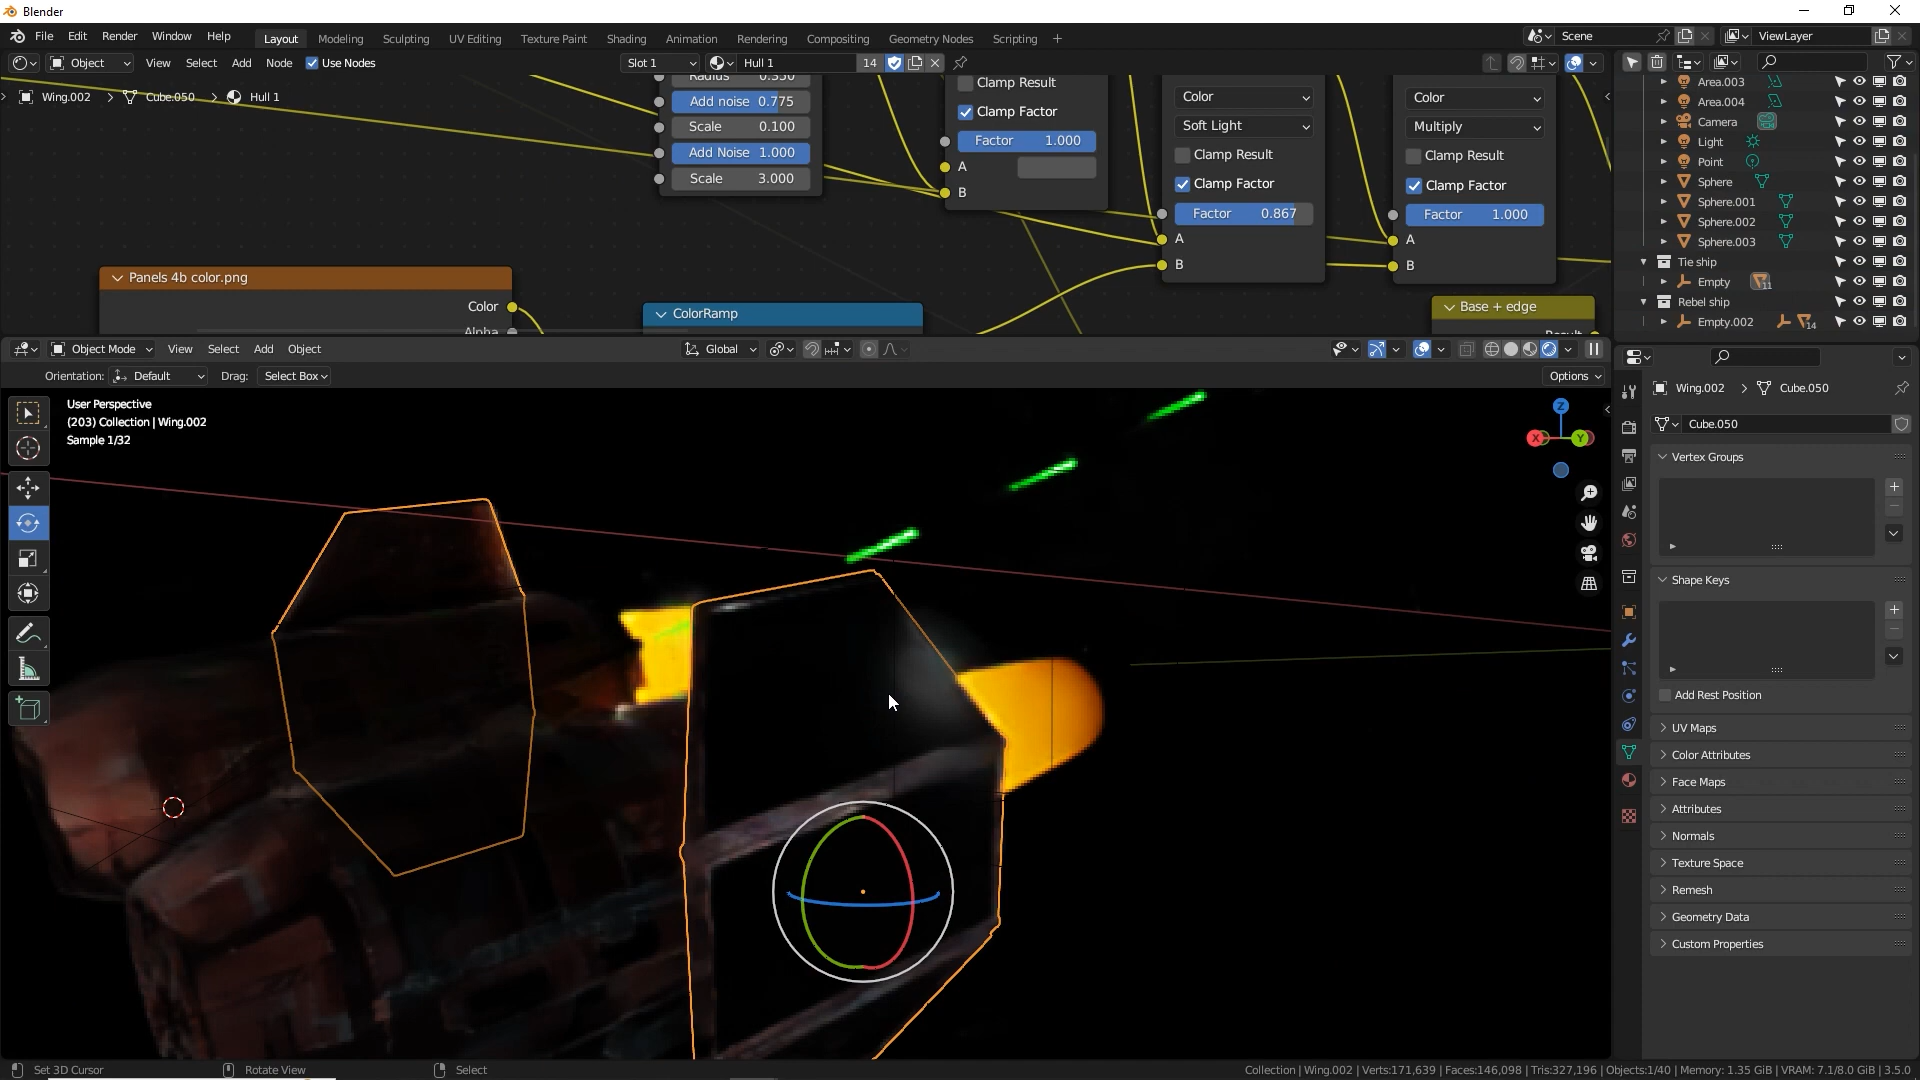 Blender
File Edit Render Window Help Layout Modeling Sculpting UV Editing Texture Paint Shading Animation Rendering Compositing Geometry Nodes Scripting + Scene ViewLayer
Object View Select Add Node Use Nodes Slot 1 Hull 1 14
Wing.002 > Cube.050 > Hull 1
Radius 0.350
Add noise 0.775
Scale 0.100
Add Noise 1.000
Scale 3.000
Clamp Result
Clamp Factor
Factor 1.000
A
B
Color
Soft Light
Clamp Result
Clamp Factor
Factor 0.867
A
B
Color
Multiply
Clamp Result
Clamp Factor
Factor 1.000
A
B
Panels 4b color.png
Color
Alpha
ColorRamp
Base + edge
Result
Area.003
Area.004
Camera
Light
Point
Sphere
Sphere.001
Sphere.002
Sphere.003
Tie ship
Empty 11
Rebel ship
Empty.002 14
Object Mode View Select Add Object Global
Orientation: Default Drag: Select Box Options
User Perspective
(203) Collection | Wing.002
Sample 1/32
Z
X
Y
Wing.002 > Cube.050
Cube.050
Vertex Groups
Shape Keys
Add Rest Position
UV Maps
Color Attributes
Face Maps
Attributes
Normals
Texture Space
Remesh
Geometry Data
Custom Properties
Set 3D Cursor Rotate View Select Collection | Wing.002 | Verts:171,639 | Faces:146,098 | Tris:327,196 | Objects:1/40 | Memory: 1.35 GiB | VRAM: 7.1/8.0 GiB | 3.5.0